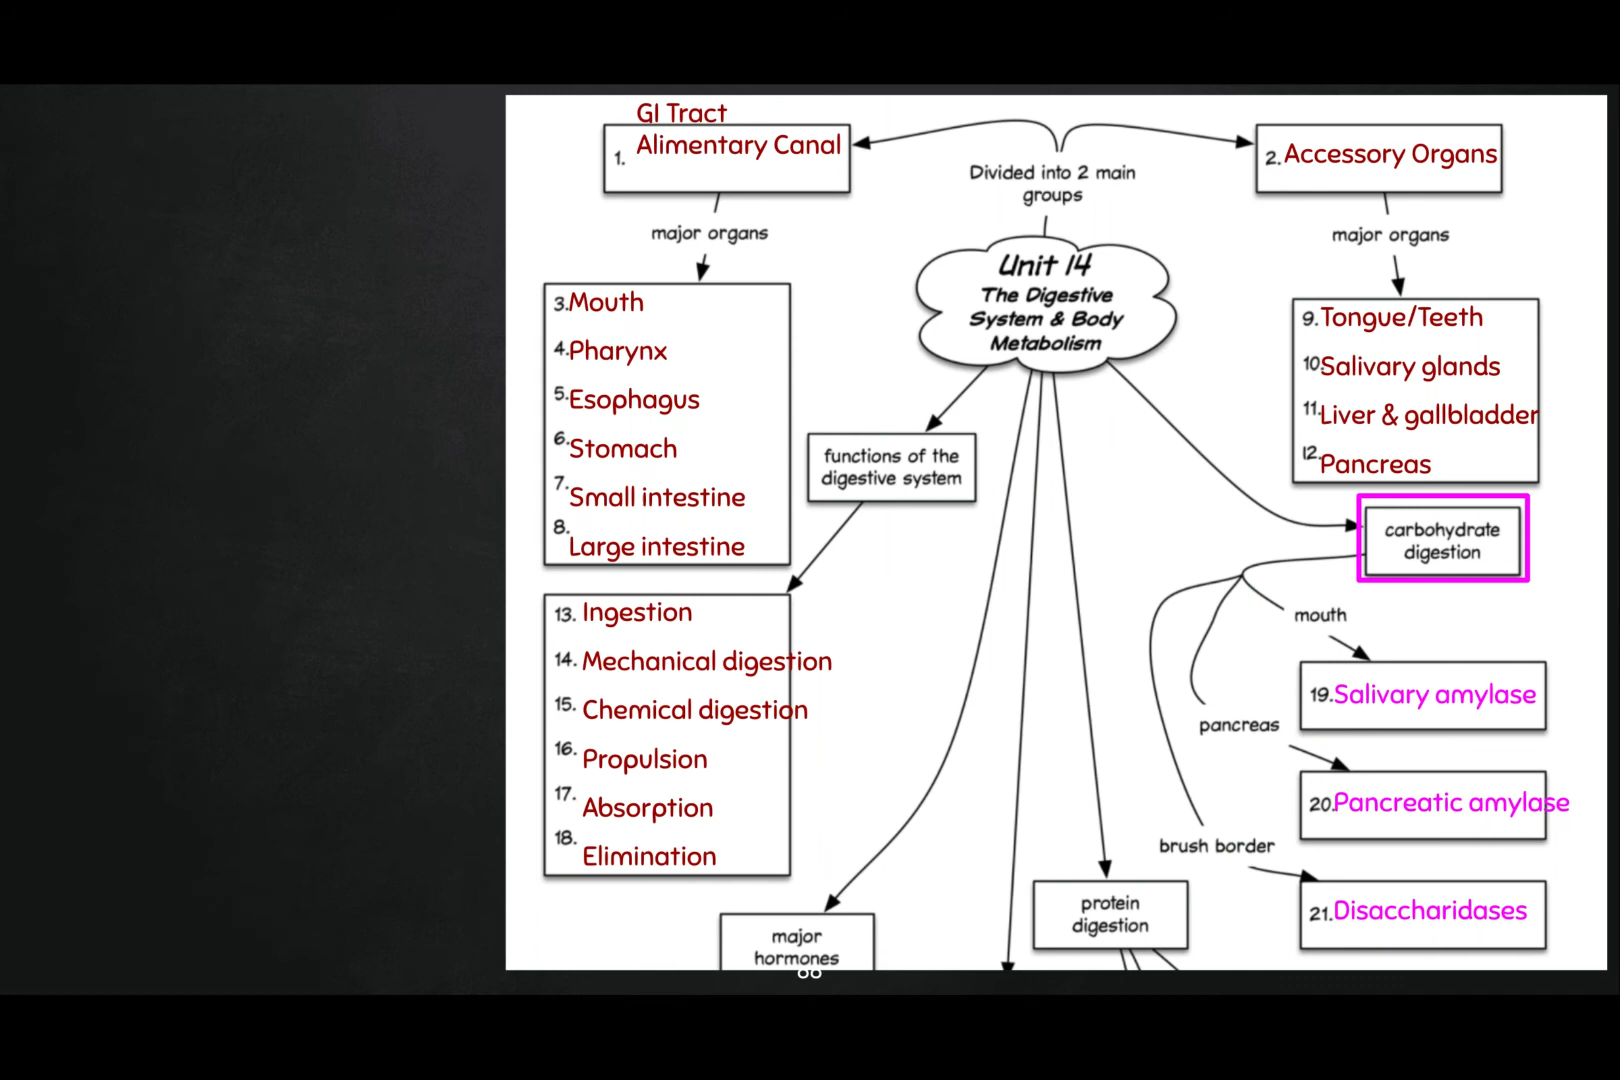 GI Tract
1. Alimentary Canal
Divided into 2 main
groups
2. Accessory Organs
major organs
major organs
Unit 14
The Digestive
System & Body
Metabolism
3. Mouth
4. Pharynx
5. Esophagus
6. Stomach
7. Small intestine
8. Large intestine
9. Tongue/Teeth
10. Salivary glands
11. Liver & gallbladder
12. Pancreas
functions of the
digestive system
carbohydrate
digestion
13. Ingestion
14. Mechanical digestion
15. Chemical digestion
16. Propulsion
17. Absorption
18. Elimination
mouth
19. Salivary amylase
pancreas
20. Pancreatic amylase
brush border
21. Disaccharidases
protein
digestion
major
hormones